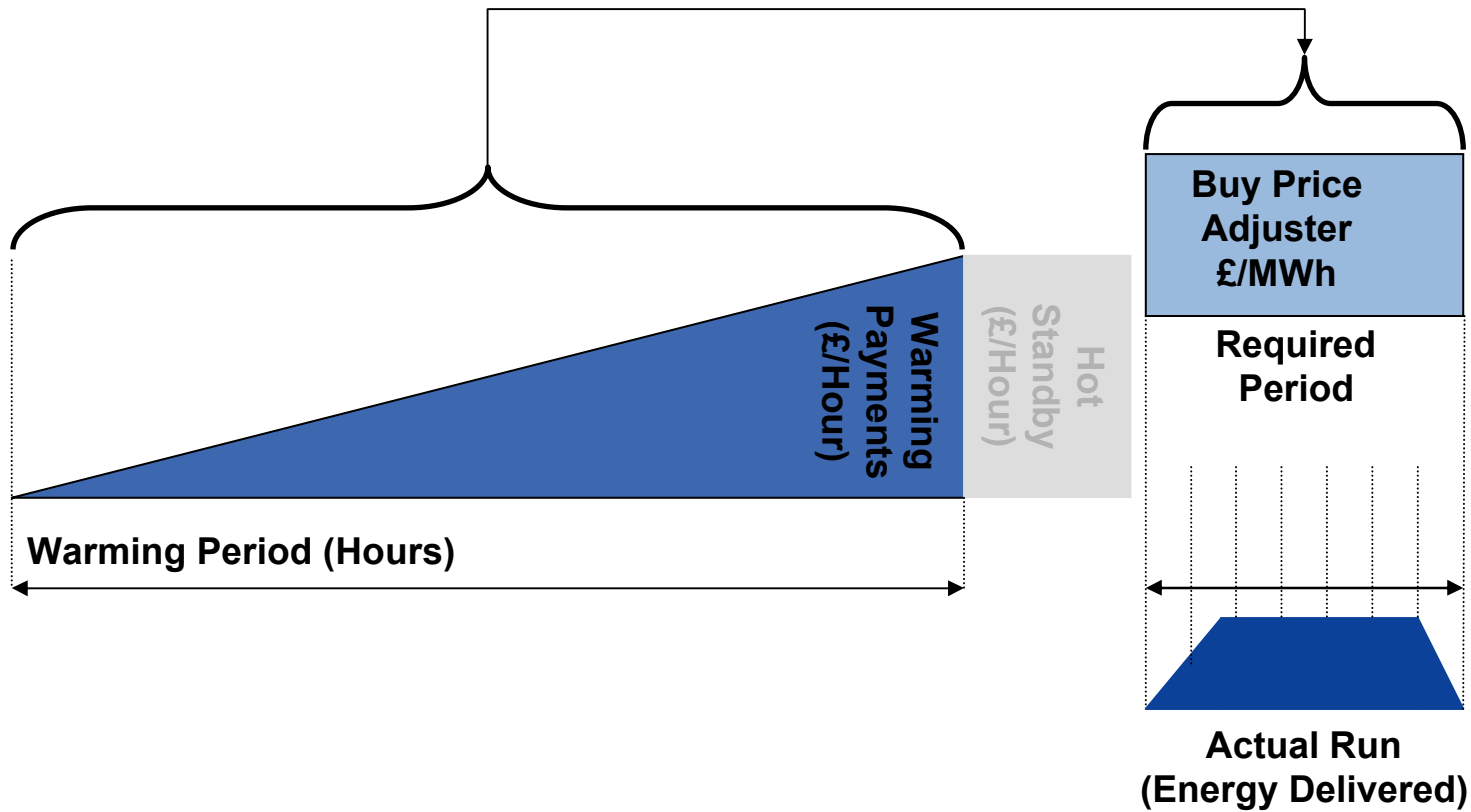 Buy Price
Adjuster
£/MWh
Warming
Payments
(£/Hour)
Hot
Standby
(£/Hour)
Required
Period
Warming Period (Hours)
Actual Run
(Energy Delivered)